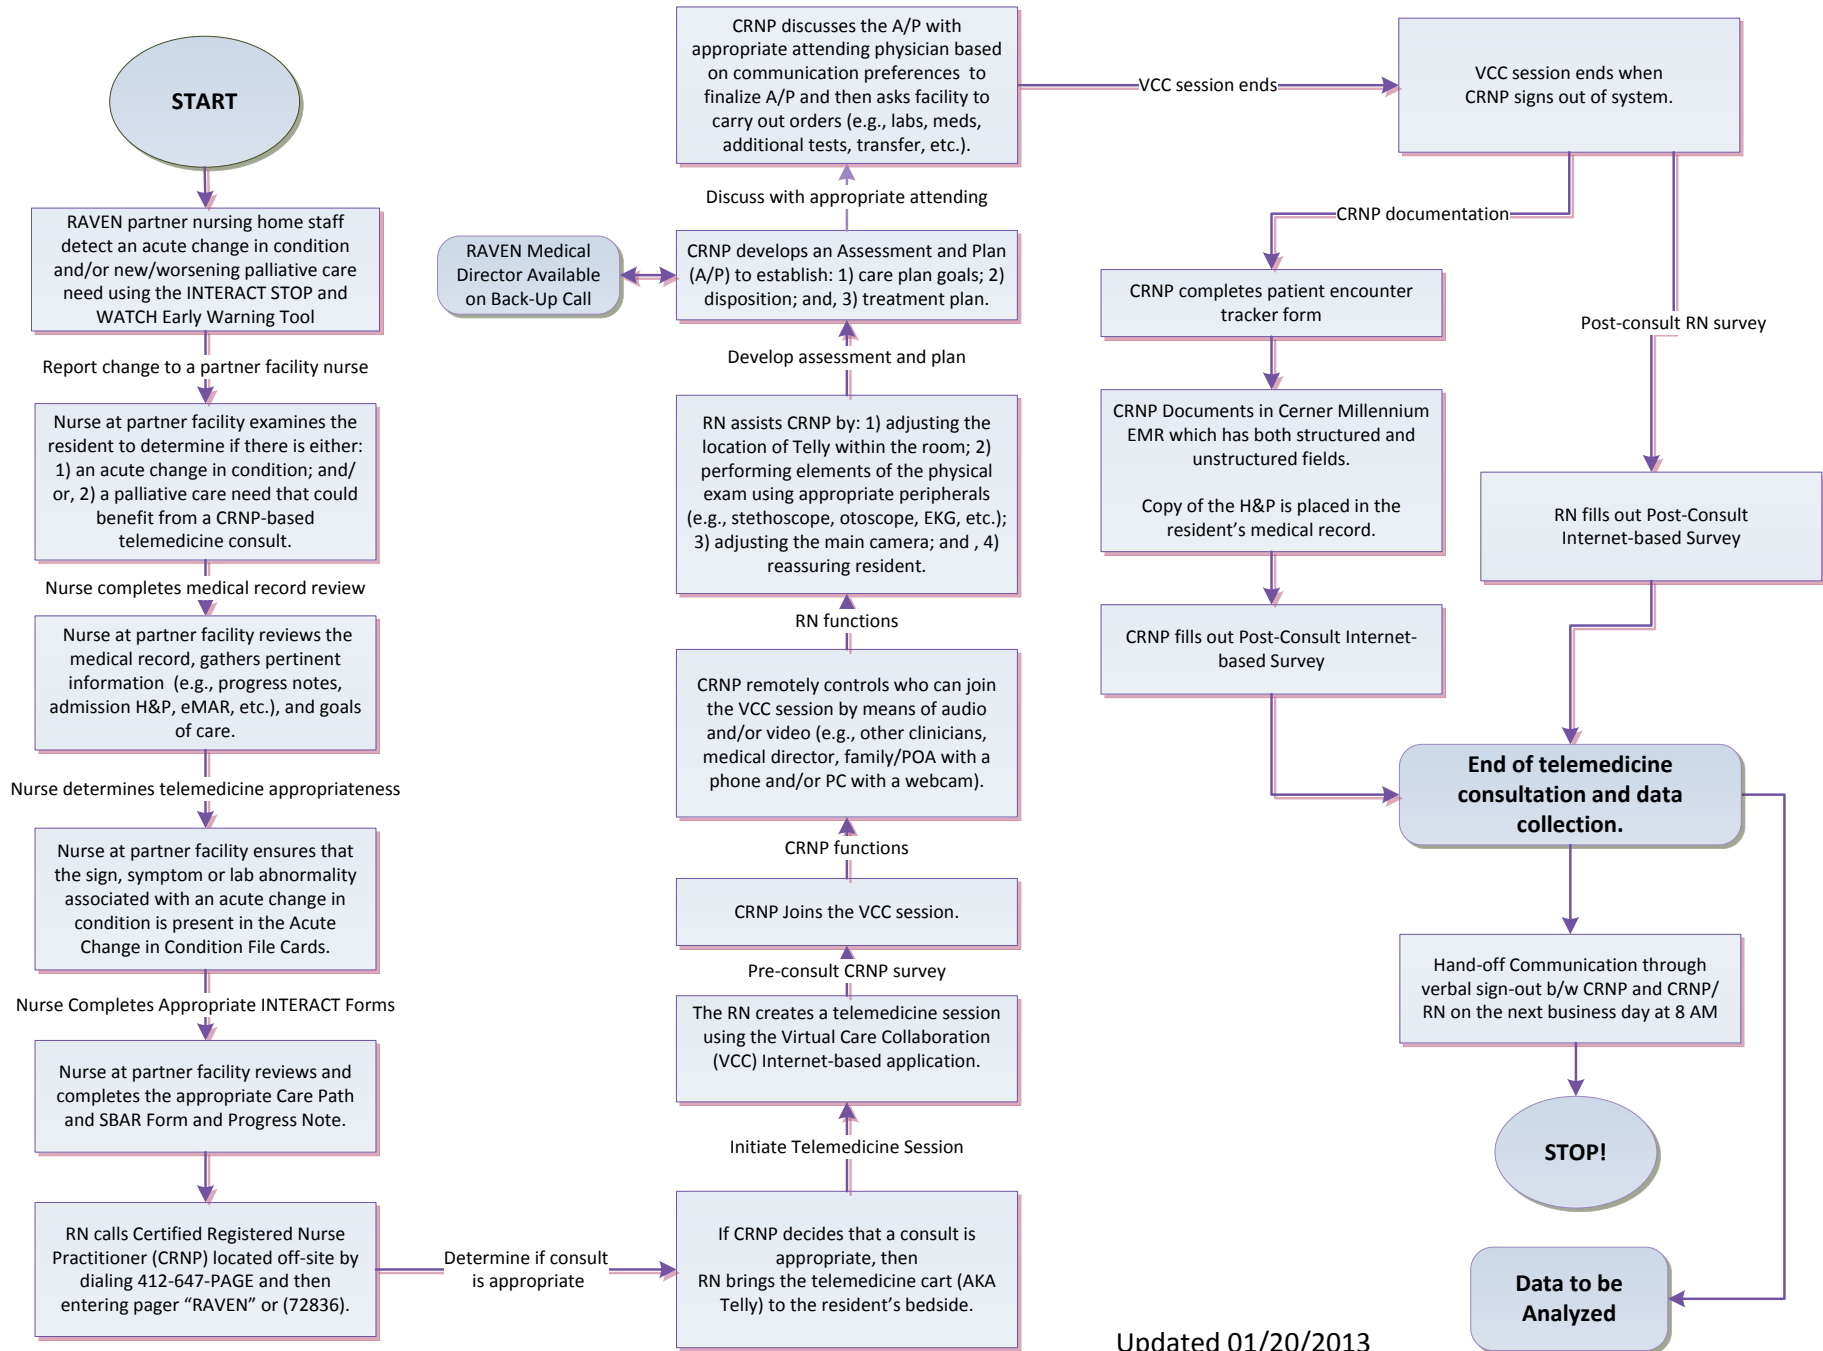 START
RAVEN partner nursing home staff
detect an acute change in condition
and/or new/worsening palliative care
need using the INTERACT STOP and
WATCH Early Warning Tool
Report change to a partner facility nurse
Nurse at partner facility examines the
resident to determine if there is either:
1) an acute change in condition; and/
or, 2) a palliative care need that could
benefit from a CRNP-based
telemedicine consult.
Nurse completes medical record review
Nurse at partner facility reviews the
medical record, gathers pertinent
information (e.g., progress notes,
admission H&P, eMAR, etc.), and goals
of care.
Nurse determines telemedicine appropriateness
Nurse at partner facility ensures that
the sign, symptom or lab abnormality
associated with an acute change in
condition is present in the Acute
Change in Condition File Cards.
Nurse Completes Appropriate INTERACT Forms
Nurse at partner facility reviews and
completes the appropriate Care Path
and SBAR Form and Progress Note.
RN calls Certified Registered Nurse
Practitioner (CRNP) located off-site by
dialing 412-647-PAGE and then
entering pager “RAVEN” or (72836).
Determine if consult
is appropriate
If CRNP decides that a consult is
appropriate, then
RN brings the telemedicine cart (AKA
Telly) to the resident’s bedside.
Initiate Telemedicine Session
The RN creates a telemedicine session
using the Virtual Care Collaboration
(VCC) Internet-based application.
Pre-consult CRNP survey
CRNP Joins the VCC session.
CRNP functions
CRNP remotely controls who can join
the VCC session by means of audio
and/or video (e.g., other clinicians,
medical director, family/POA with a
phone and/or PC with a webcam).
RN functions
RN assists CRNP by: 1) adjusting the
location of Telly within the room; 2)
performing elements of the physical
exam using appropriate peripherals
(e.g., stethoscope, otoscope, EKG, etc.);
3) adjusting the main camera; and , 4)
reassuring resident.
Develop assessment and plan
CRNP develops an Assessment and Plan
(A/P) to establish: 1) care plan goals; 2)
disposition; and, 3) treatment plan.
RAVEN Medical
Director Available
on Back-Up Call
Discuss with appropriate attending
CRNP discusses the A/P with
appropriate attending physician based
on communication preferences to
finalize A/P and then asks facility to
carry out orders (e.g., labs, meds,
additional tests, transfer, etc.).
VCC session ends
VCC session ends when
CRNP signs out of system.
CRNP documentation
CRNP completes patient encounter
tracker form
CRNP Documents in Cerner Millennium
EMR which has both structured and
unstructured fields.
Copy of the H&P is placed in the
resident’s medical record.
CRNP fills out Post-Consult Internet-
based Survey
Post-consult RN survey
RN fills out Post-Consult
Internet-based Survey
End of telemedicine
consultation and data
collection.
Hand-off Communication through
verbal sign-out b/w CRNP and CRNP/
RN on the next business day at 8 AM
STOP!
Data to be
Analyzed
Updated 01/20/2013